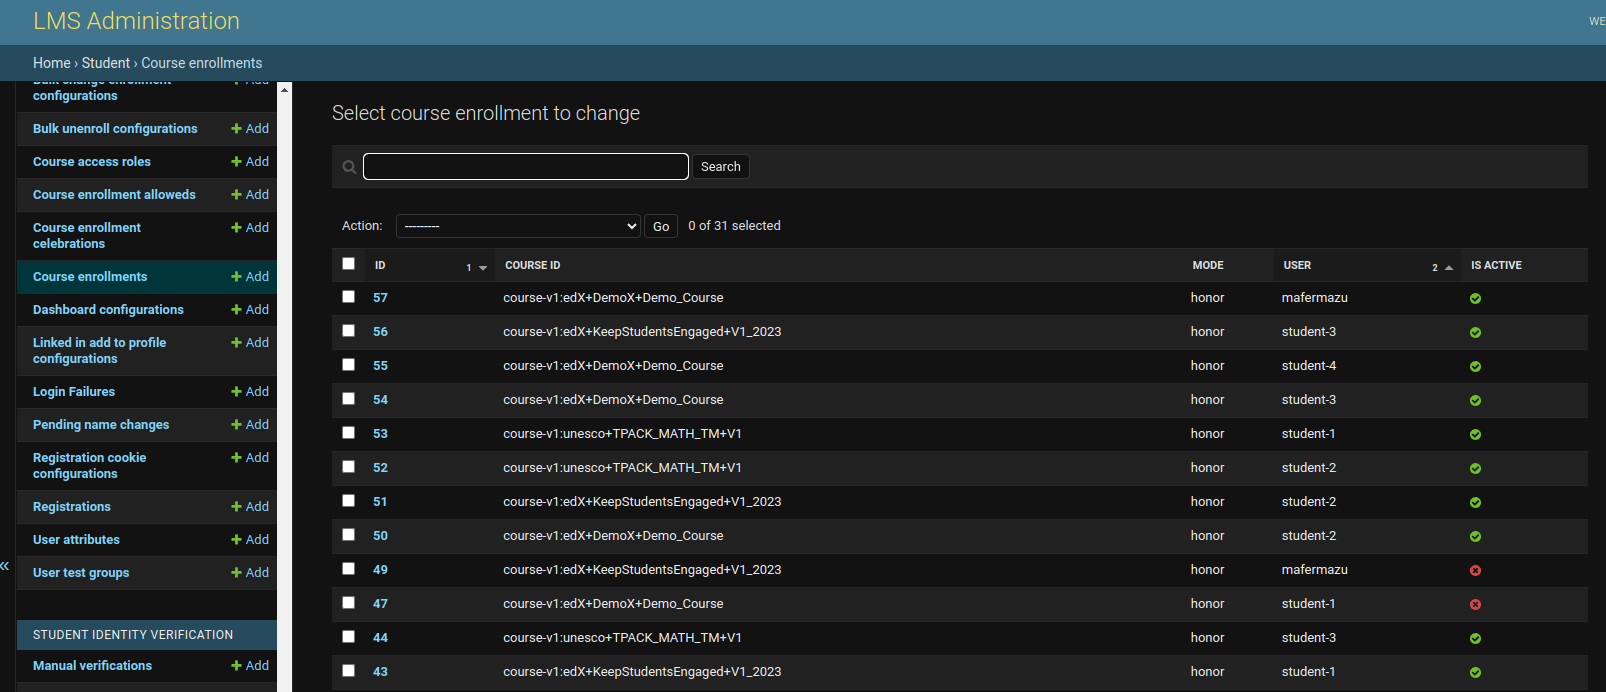 LMS Administration
WE
Home › Student › Course enrollments
Bulk change enrollment
configurations
Add
Bulk unenroll configurations Add
Course access roles Add
Course enrollment alloweds Add
Course enrollment
celebrations
Add
Course enrollments Add
Dashboard configurations Add
Linked in add to profile
configurations
Add
Login Failures Add
Pending name changes Add
Registration cookie
configurations
Add
Registrations Add
User attributes Add
User test groups Add
«
STUDENT IDENTITY VERIFICATION
Manual verifications Add
Select course enrollment to change
Search
Action: --------- Go 0 of 31 selected
ID 1 COURSE ID MODE USER 2 IS ACTIVE
57 course-v1:edX+DemoX+Demo_Course honor mafermazu
56 course-v1:edX+KeepStudentsEngaged+V1_2023 honor student-3
55 course-v1:edX+DemoX+Demo_Course honor student-4
54 course-v1:edX+DemoX+Demo_Course honor student-3
53 course-v1:unesco+TPACK_MATH_TM+V1 honor student-1
52 course-v1:unesco+TPACK_MATH_TM+V1 honor student-2
51 course-v1:edX+KeepStudentsEngaged+V1_2023 honor student-2
50 course-v1:edX+DemoX+Demo_Course honor student-2
49 course-v1:edX+KeepStudentsEngaged+V1_2023 honor mafermazu
47 course-v1:edX+DemoX+Demo_Course honor student-1
44 course-v1:unesco+TPACK_MATH_TM+V1 honor student-3
43 course-v1:edX+KeepStudentsEngaged+V1_2023 honor student-1